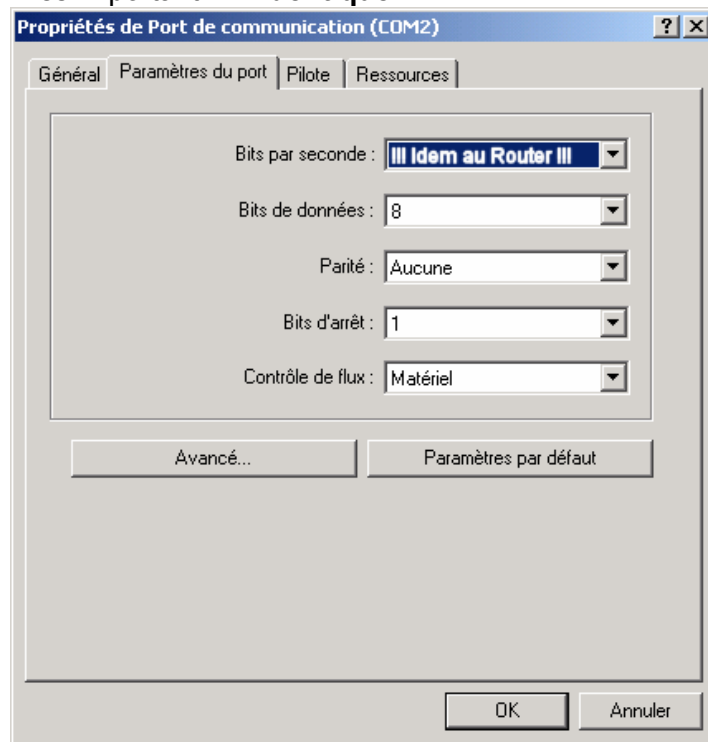 Propriétés de Port de communication (COM2)
Général Paramètres du port Pilote Ressources
Bits par seconde : !!! Idem au Router !!!
Bits de données : 8
Parité : Aucune
Bits d'arrêt : 1
Contrôle de flux : Matériel
Avancé... Paramètres par défaut
OK Annuler